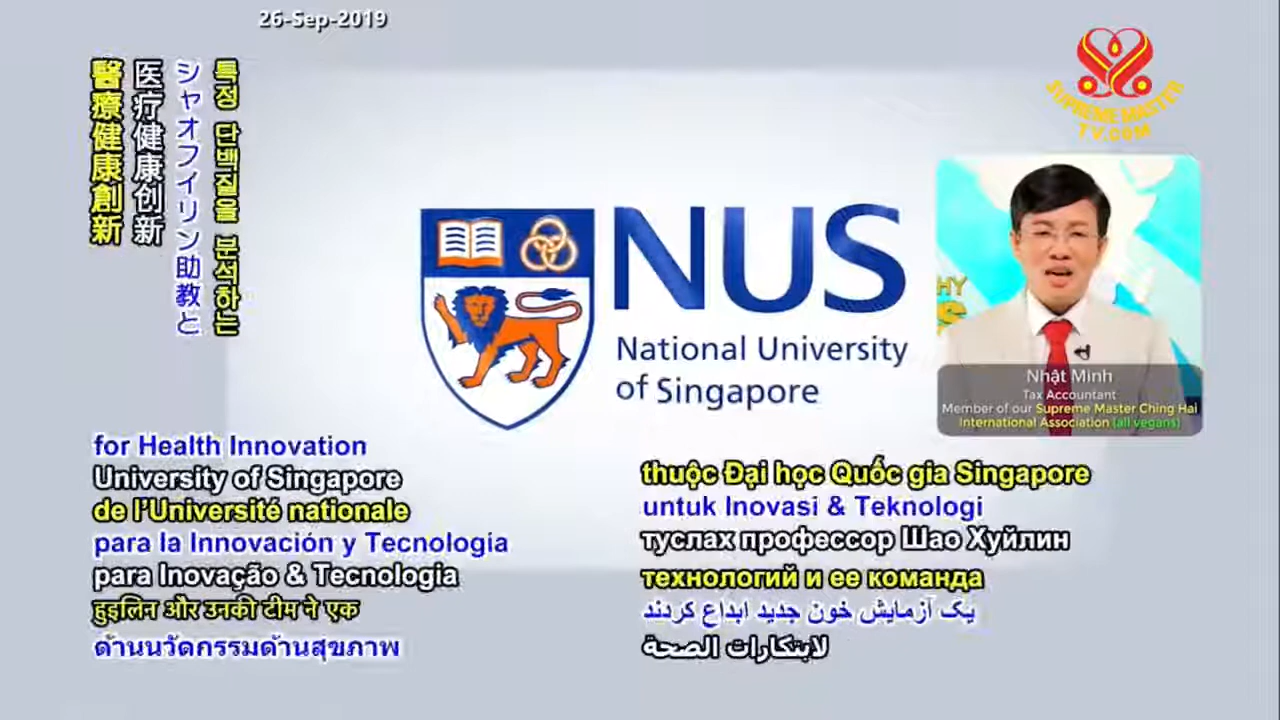 26-Sep-2019
醫療健康創新
医疗健康创新
シャオフイリン助教と
특정 단백질을 분석하는
SUPREME MASTER
TV.COM
NUS
National University
of Singapore
HY
S
Nhật Minh
Tax Accountant
Member of our Supreme Master Ching Hai
International Association (all vegans)
for Health Innovation
University of Singapore
de l'Université nationale
para la Innovación y Tecnología
para Inovação & Tecnologia
हुइलिन और उनकी टीम ने एक
ด้านนวัตกรรมด้านสุขภาพ
thuộc Đại học Quốc gia Singapore
untuk Inovasi & Teknologi
туслах профессор Шао Хуйлин
технологий и ее команда
یک آزمایش خون جدید ابداع کردند
لابتكارات الصحة